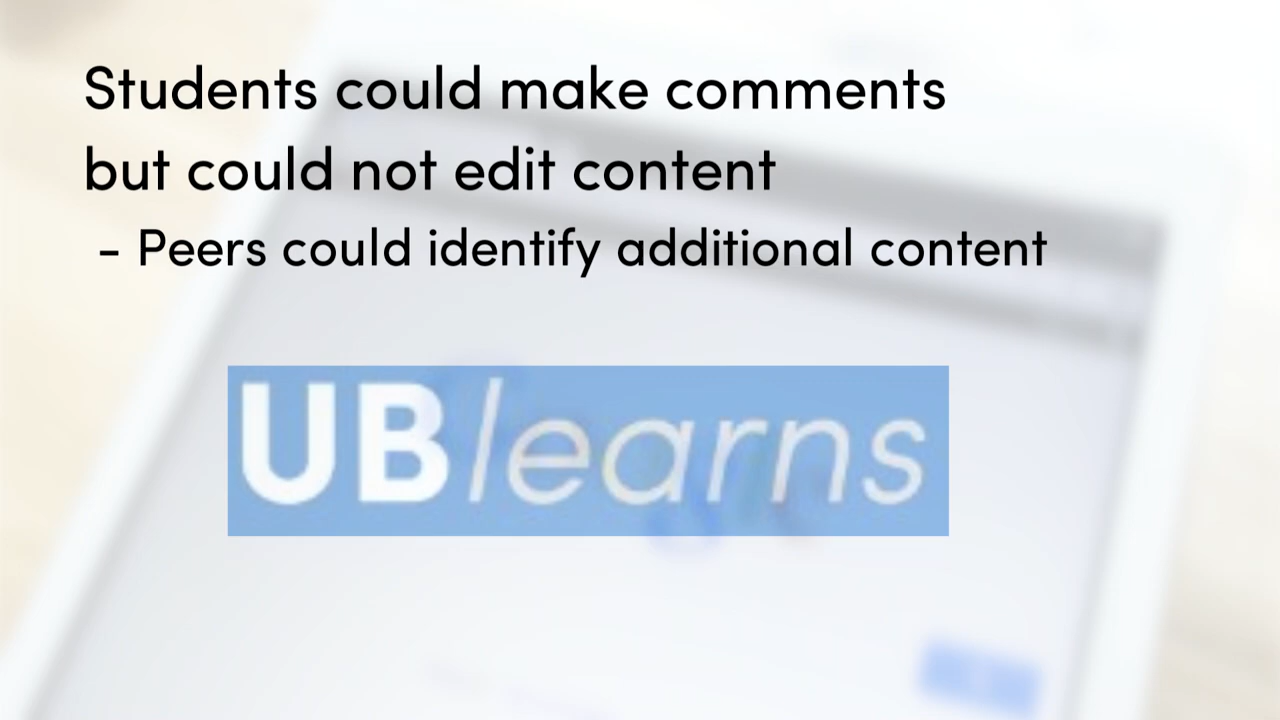 Students could make comments
but could not edit content
- Peers could identify additional content
UBlearns